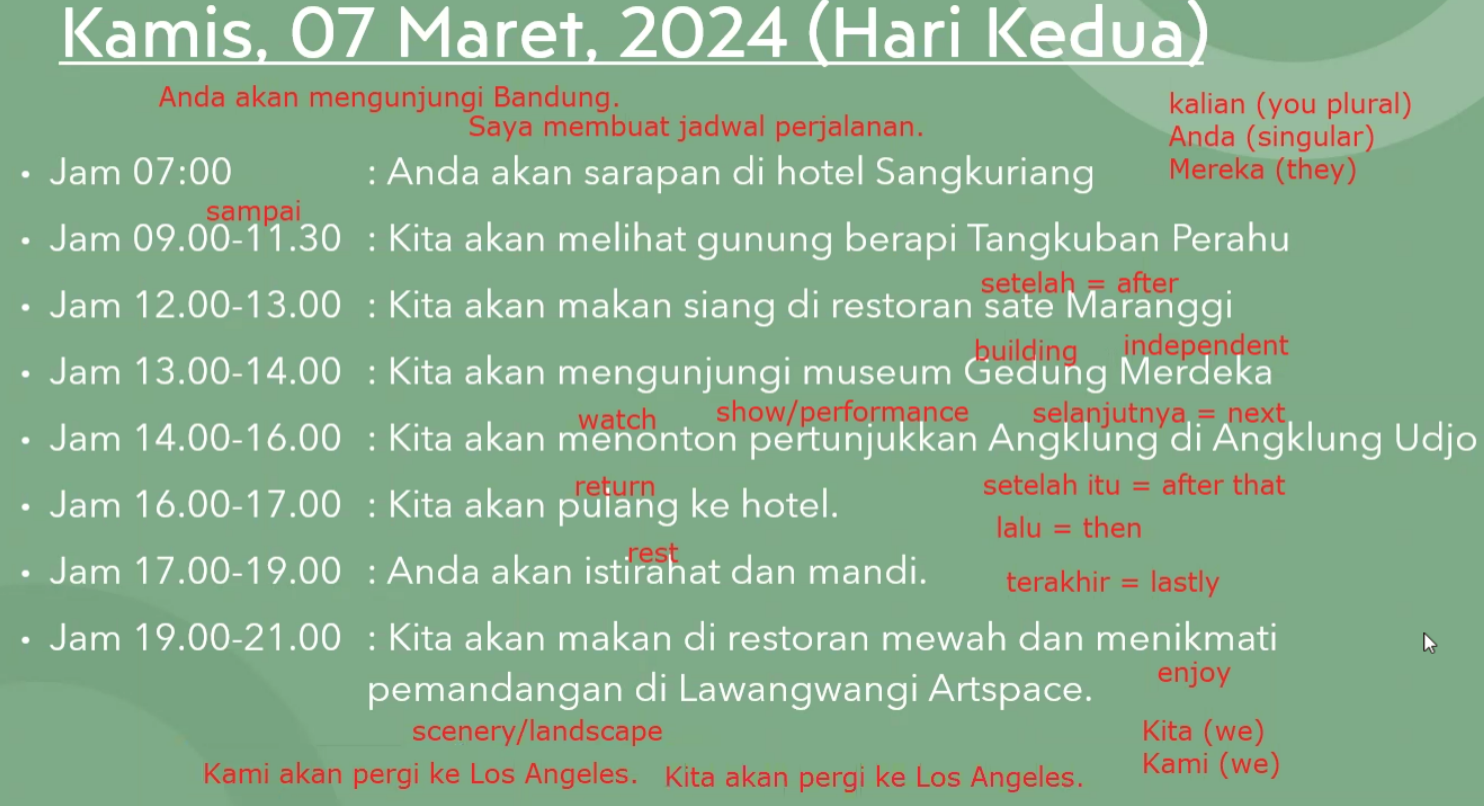 Kamis, 07 Maret, 2024 (Hari Kedua)
Anda akan mengunjungi Bandung.
kalian (you plural)
Saya membuat jadwal perjalanan.
Anda (singular)
Mereka (they)
• Jam 07:00 : Anda akan sarapan di hotel Sangkuriang
sampai
• Jam 09.00-11.30 : Kita akan melihat gunung berapi Tangkuban Perahu
setelah = after
• Jam 12.00-13.00 : Kita akan makan siang di restoran sate Maranggi
building independent
• Jam 13.00-14.00 : Kita akan mengunjungi museum Gedung Merdeka
watch show/performance selanjutnya = next
• Jam 14.00-16.00 : Kita akan menonton pertunjukkan Angklung di Angklung Udjo
return setelah itu = after that
• Jam 16.00-17.00 : Kita akan pulang ke hotel.
lalu = then
rest
• Jam 17.00-19.00 : Anda akan istirahat dan mandi.
terakhir = lastly
• Jam 19.00-21.00 : Kita akan makan di restoran mewah dan menikmati
enjoy
pemandangan di Lawangwangi Artspace.
scenery/landscape
Kita (we)
Kami (we)
Kami akan pergi ke Los Angeles. Kita akan pergi ke Los Angeles.